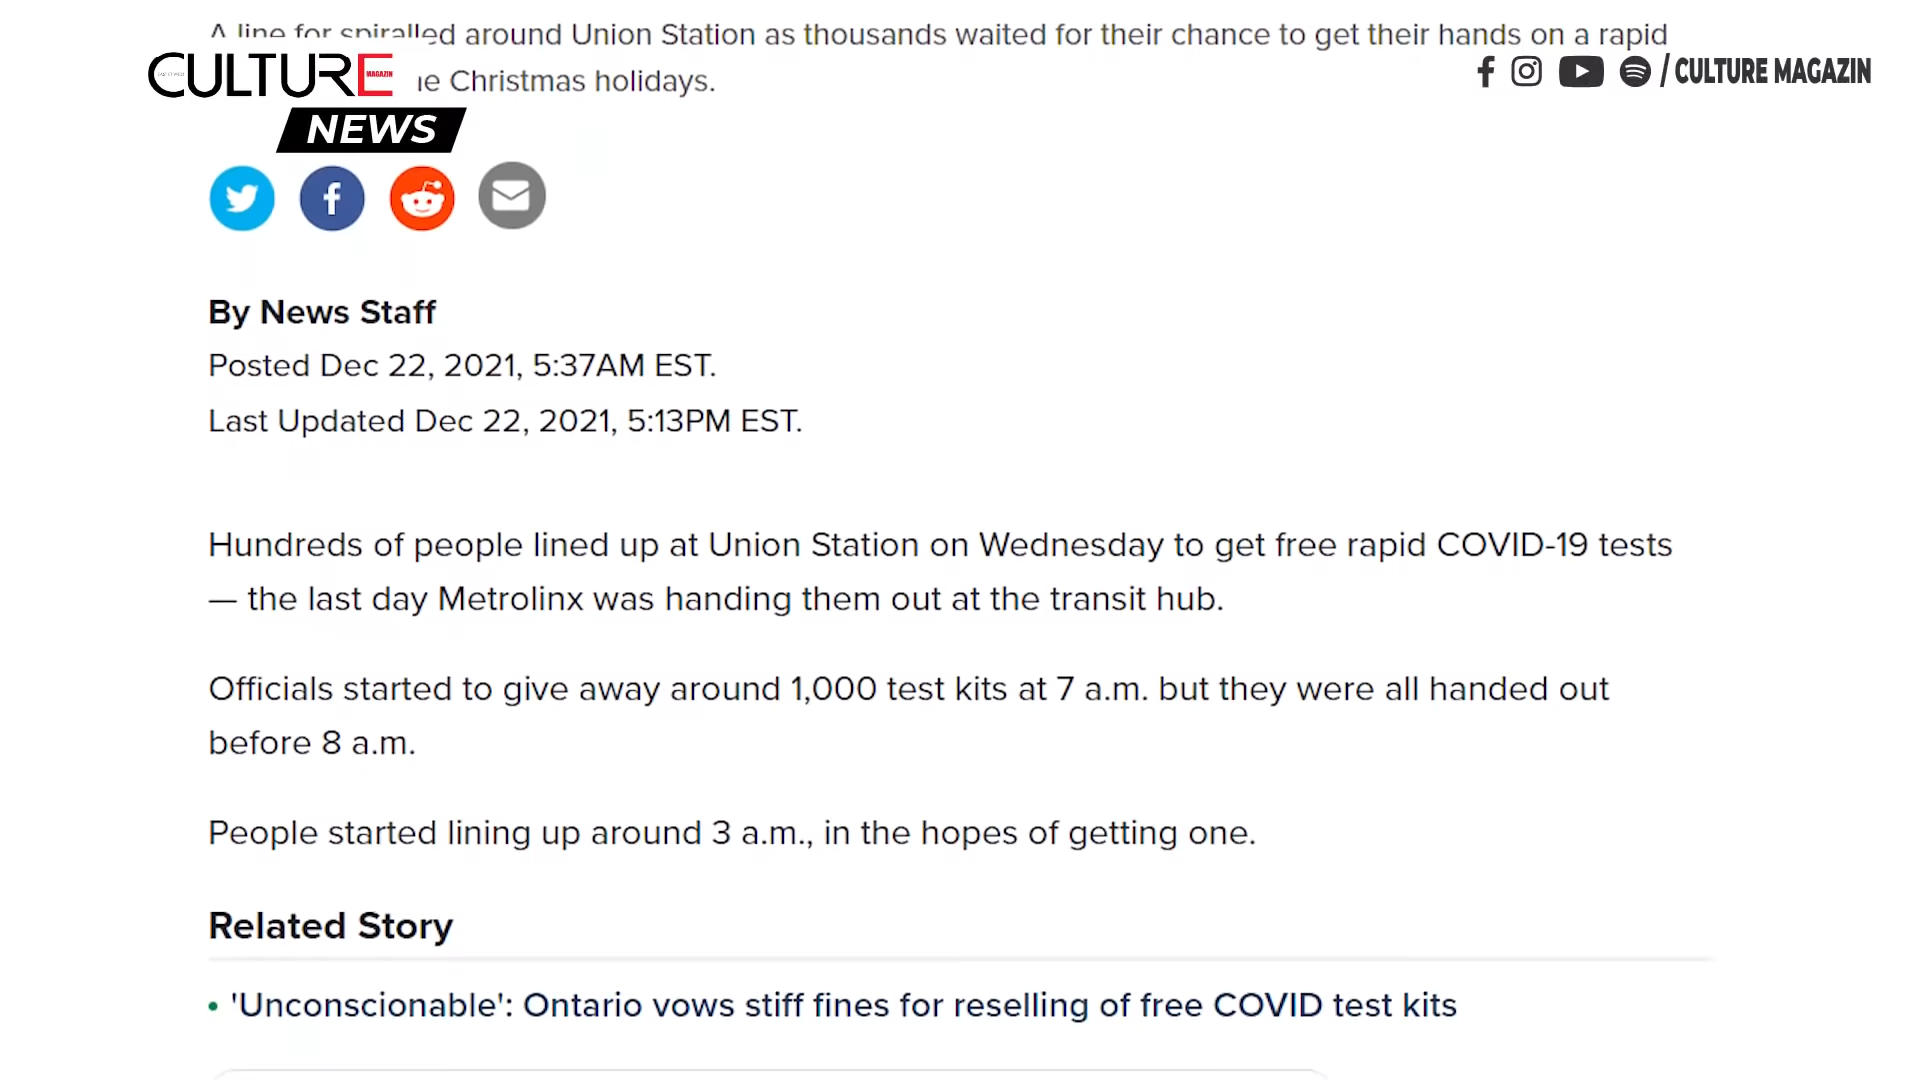 A line for spiralled around Union Station as thousands waited for their chance to get their hands on a rapid
CULTURE
MAGAZIN
/ CULTURE MAGAZIN
Christmas holidays.
NEWS
By News Staff
Posted Dec 22, 2021, 5:37AM EST.
Last Updated Dec 22, 2021, 5:13PM EST.
Hundreds of people lined up at Union Station on Wednesday to get free rapid COVID-19 tests
— the last day Metrolinx was handing them out at the transit hub.
Officials started to give away around 1,000 test kits at 7 a.m. but they were all handed out
before 8 a.m.
People started lining up around 3 a.m., in the hopes of getting one.
Related Story
• 'Unconscionable': Ontario vows stiff fines for reselling of free COVID test kits